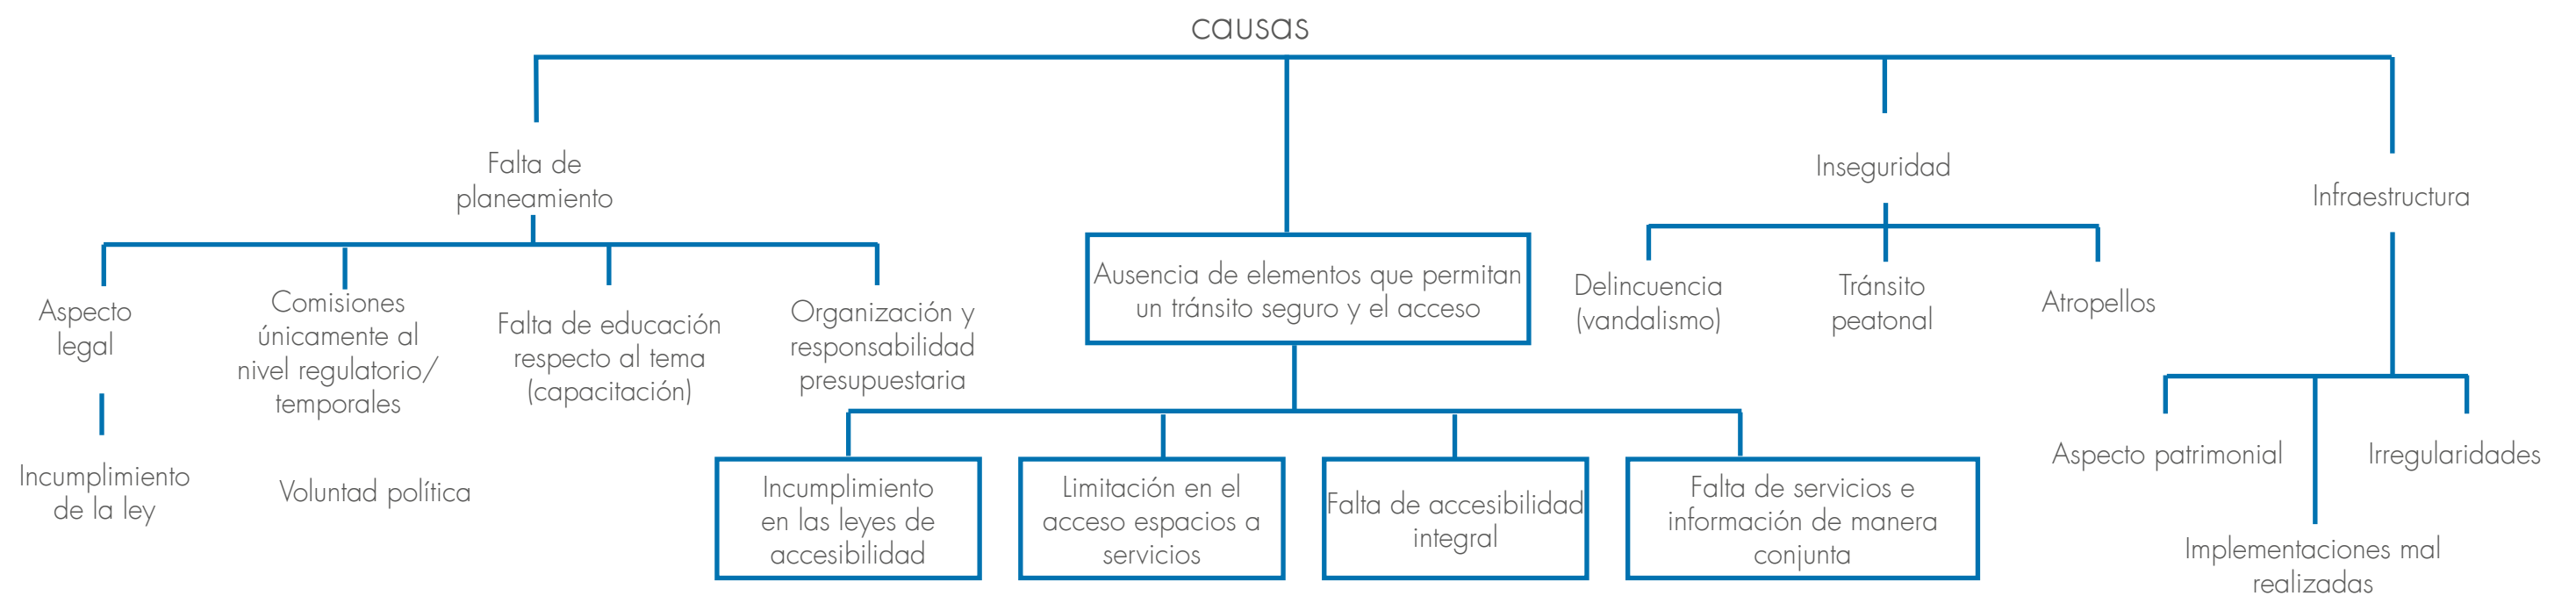 causas
Falta de
planeamiento
Aspecto
legal
Incumplimiento
de la ley
Comisiones
únicamente al
nivel regulatorio/
temporales
Voluntad política
Falta de educación
respecto al tema
(capacitación)
Organización y
responsabilidad
presupuestaria
Ausencia de elementos que permitan
un tránsito seguro y el acceso
Incumplimiento
en las leyes de
accesibilidad
Limitación en el
acceso espacios a
servicios
Falta de accesibilidad
integral
Falta de servicios e
información de manera
conjunta
Inseguridad
Delincuencia
(vandalismo)
Tránsito
peatonal
Atropellos
Infraestructura
Aspecto patrimonial
Implementaciones mal
realizadas
Irregularidades